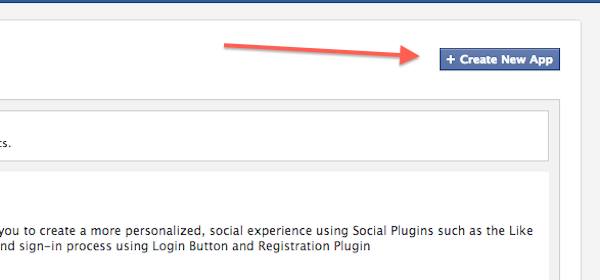 + Create New App
.
you to create a more personalized, social experience using Social Plugins such as the Like
nd sign-in process using Login Button and Registration Plugin